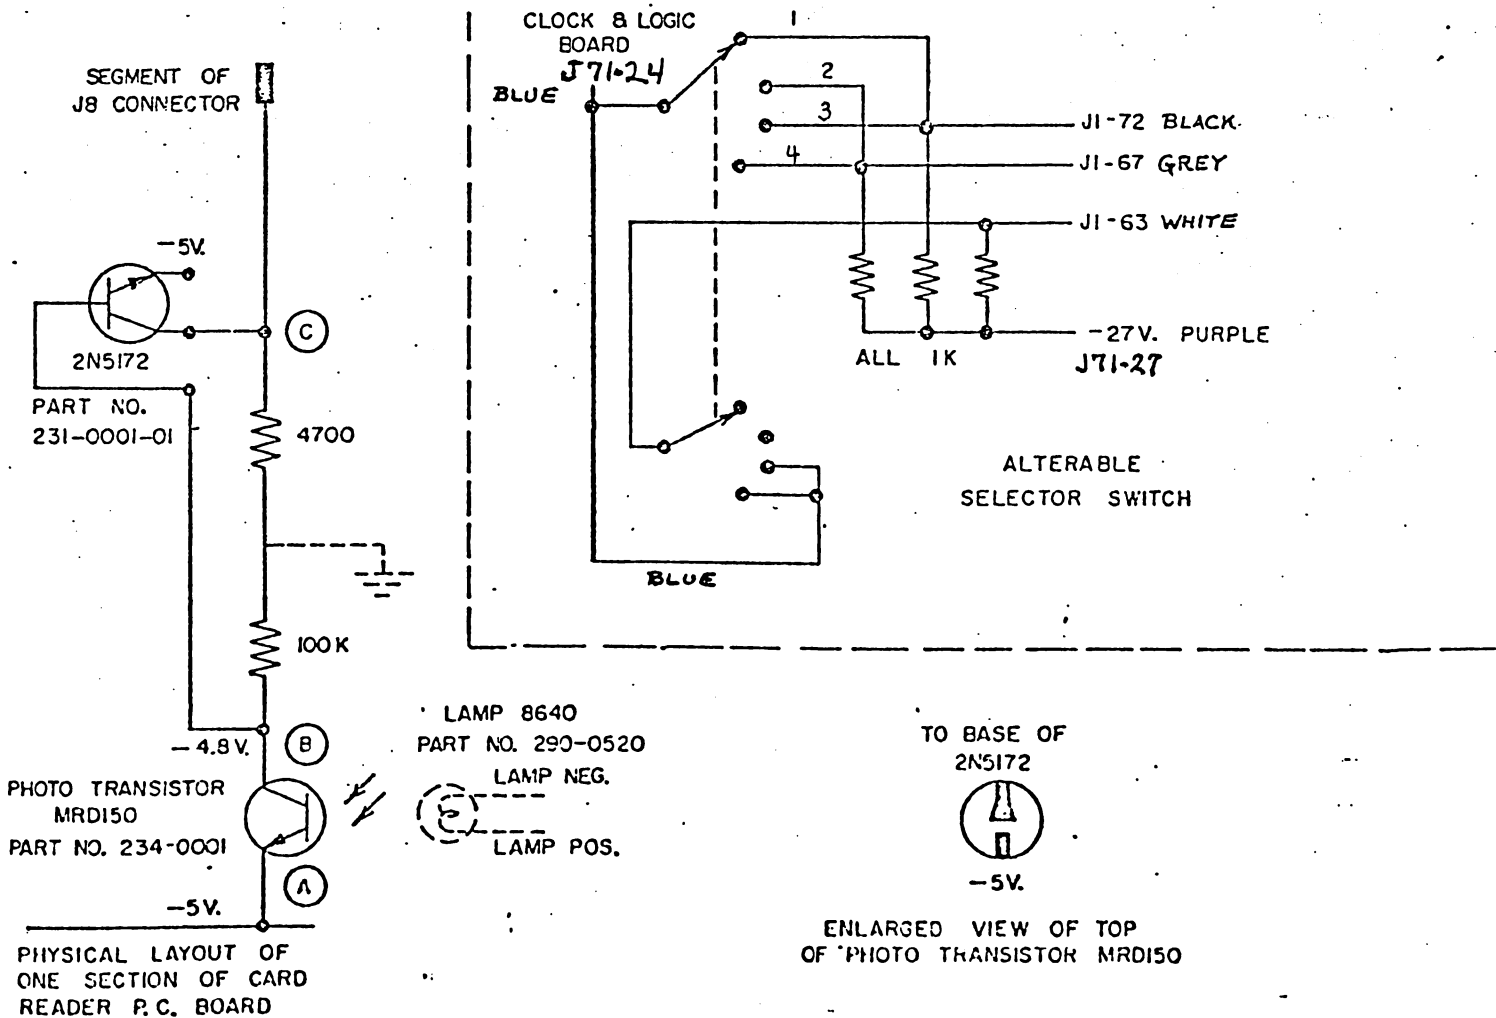 SEGMENT OF
J8 CONNECTOR
-5V.
C
2N5172
PART NO.
231-0001-01
4700
100K
-4.8V.
B
PHOTO TRANSISTOR
MRD150
PART NO. 234-0001
A
-5V.
PHYSICAL LAYOUT OF
ONE SECTION OF CARD
READER P.C. BOARD
LAMP 8640
PART NO. 290-0520
LAMP NEG.
LAMP POS.
CLOCK & LOGIC
BOARD
J71-24
BLUE
1
2
3
4
J1-72 BLACK
J1-67 GREY
J1-63 WHITE
-27V. PURPLE
J71-27
ALL 1K
ALTERABLE
SELECTOR SWITCH
BLUE
TO BASE OF
2N5172
-5V.
ENLARGED VIEW OF TOP
OF PHOTO TRANSISTOR MRD150